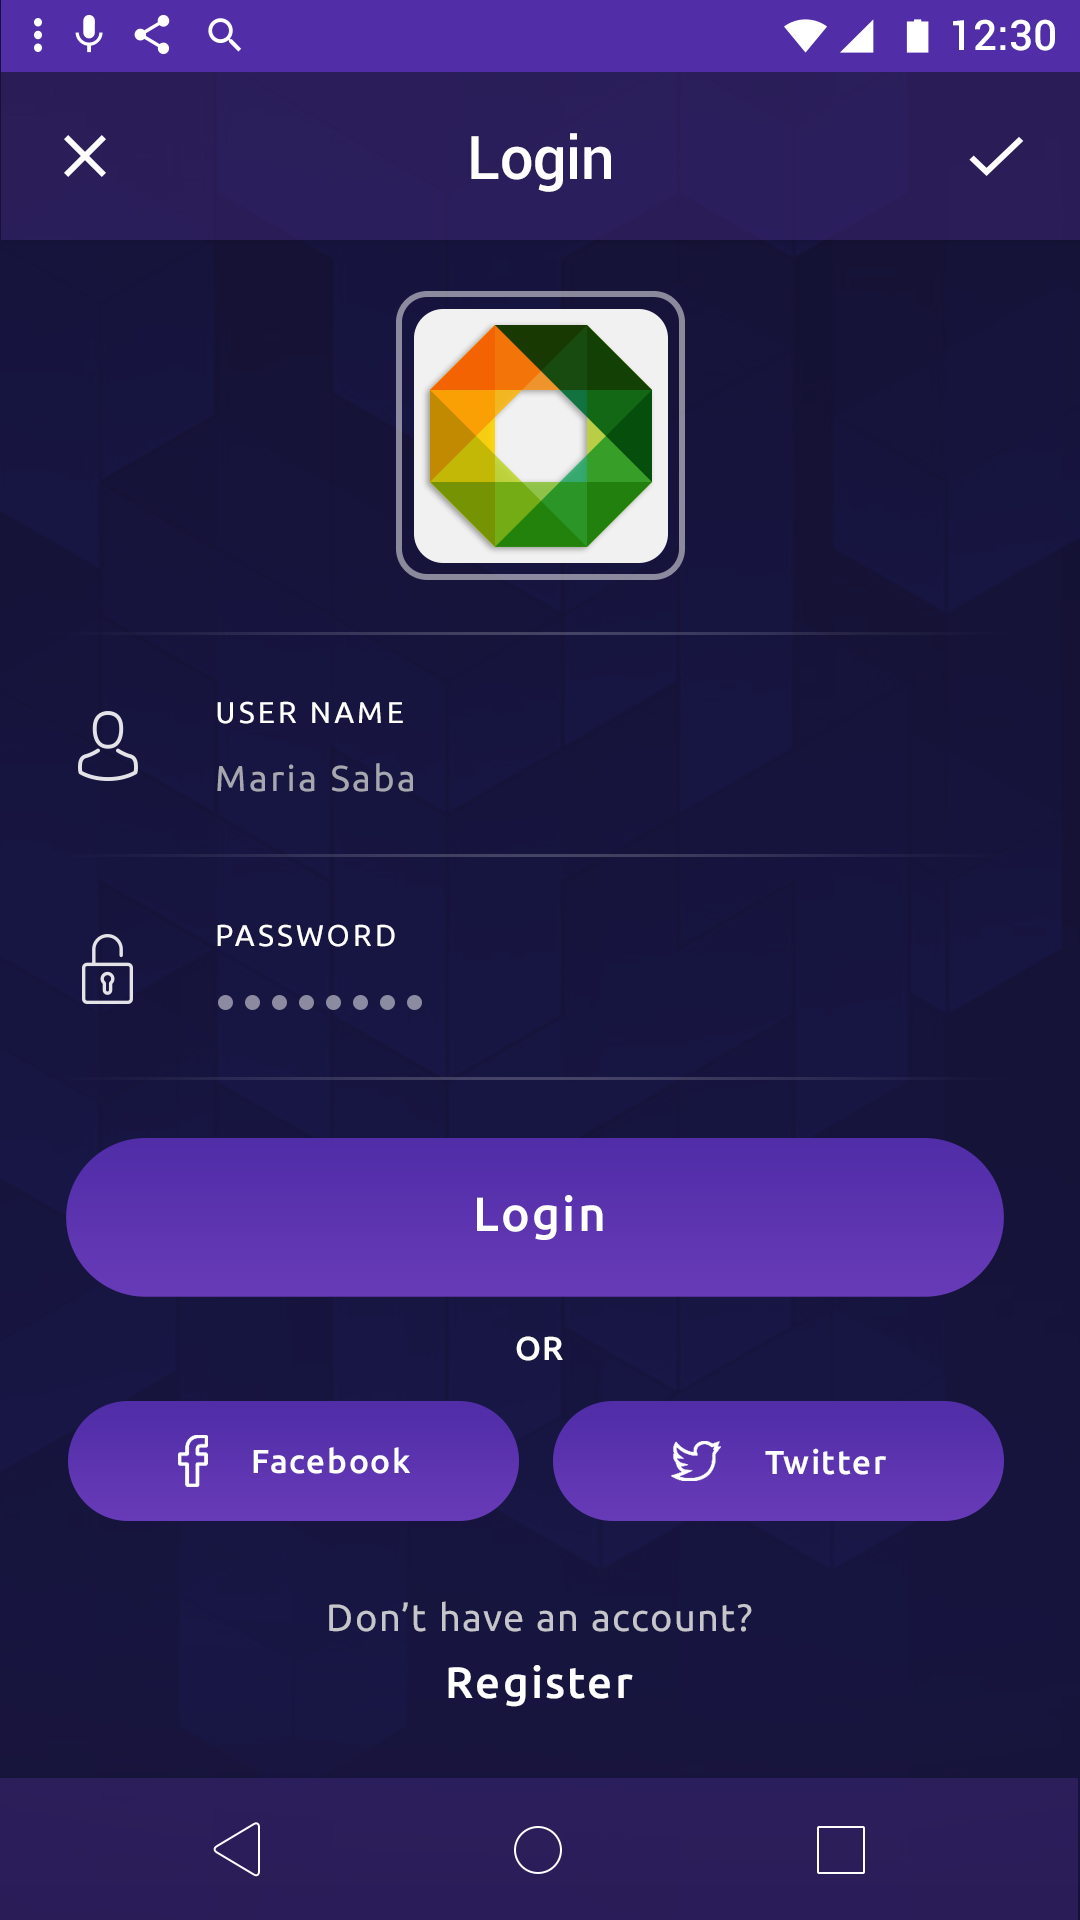 12:30
Login
USER NAME
Maria Saba
PASSWORD
Login
OR
Facebook
Twitter
Don’t have an account?
Register